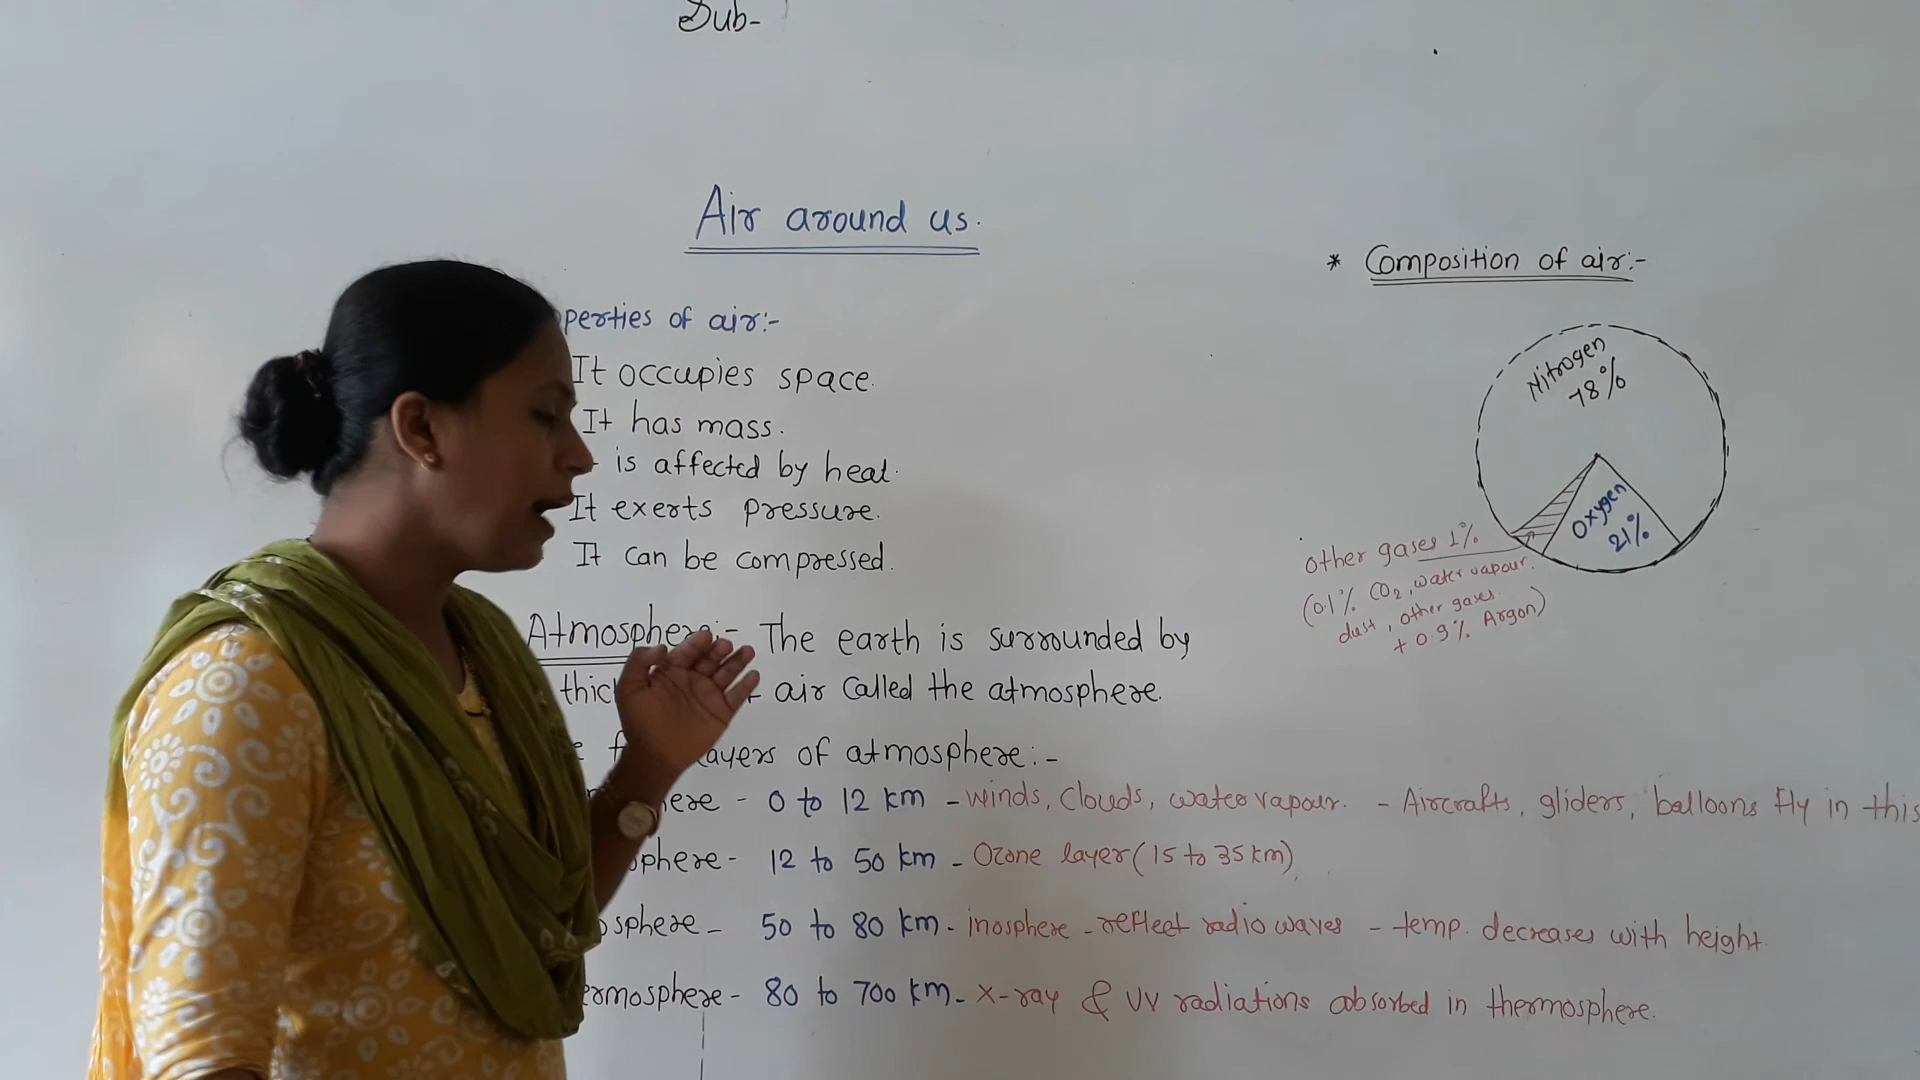 Sub-
Air around us.
perties of air:-
It occupies space.
It has mass.
is affected by heat.
It exerts pressure.
It can be compressed.
Atmosphere:- The earth is surrounded by
thic air called the atmosphere.
ayers of atmosphere:-
ere - 0 to 12 km - winds, clouds, water vapour. - Aircrafts, gliders, balloons fly in this
sphere - 12 to 50 km - Ozone layer (15 to 35 km)
osphere - 50 to 80 km - inosphere - reflect radio waves - temp. decreases with height.
ermosphere - 80 to 700 km - x-ray & UV radiations absorbed in thermosphere.
* Composition of air:-
Nitrogen
78%
Oxygen
21%
other gases 1%
(0.1% CO2, water vapour.
dust, other gases.
+ 0.9% Argon)